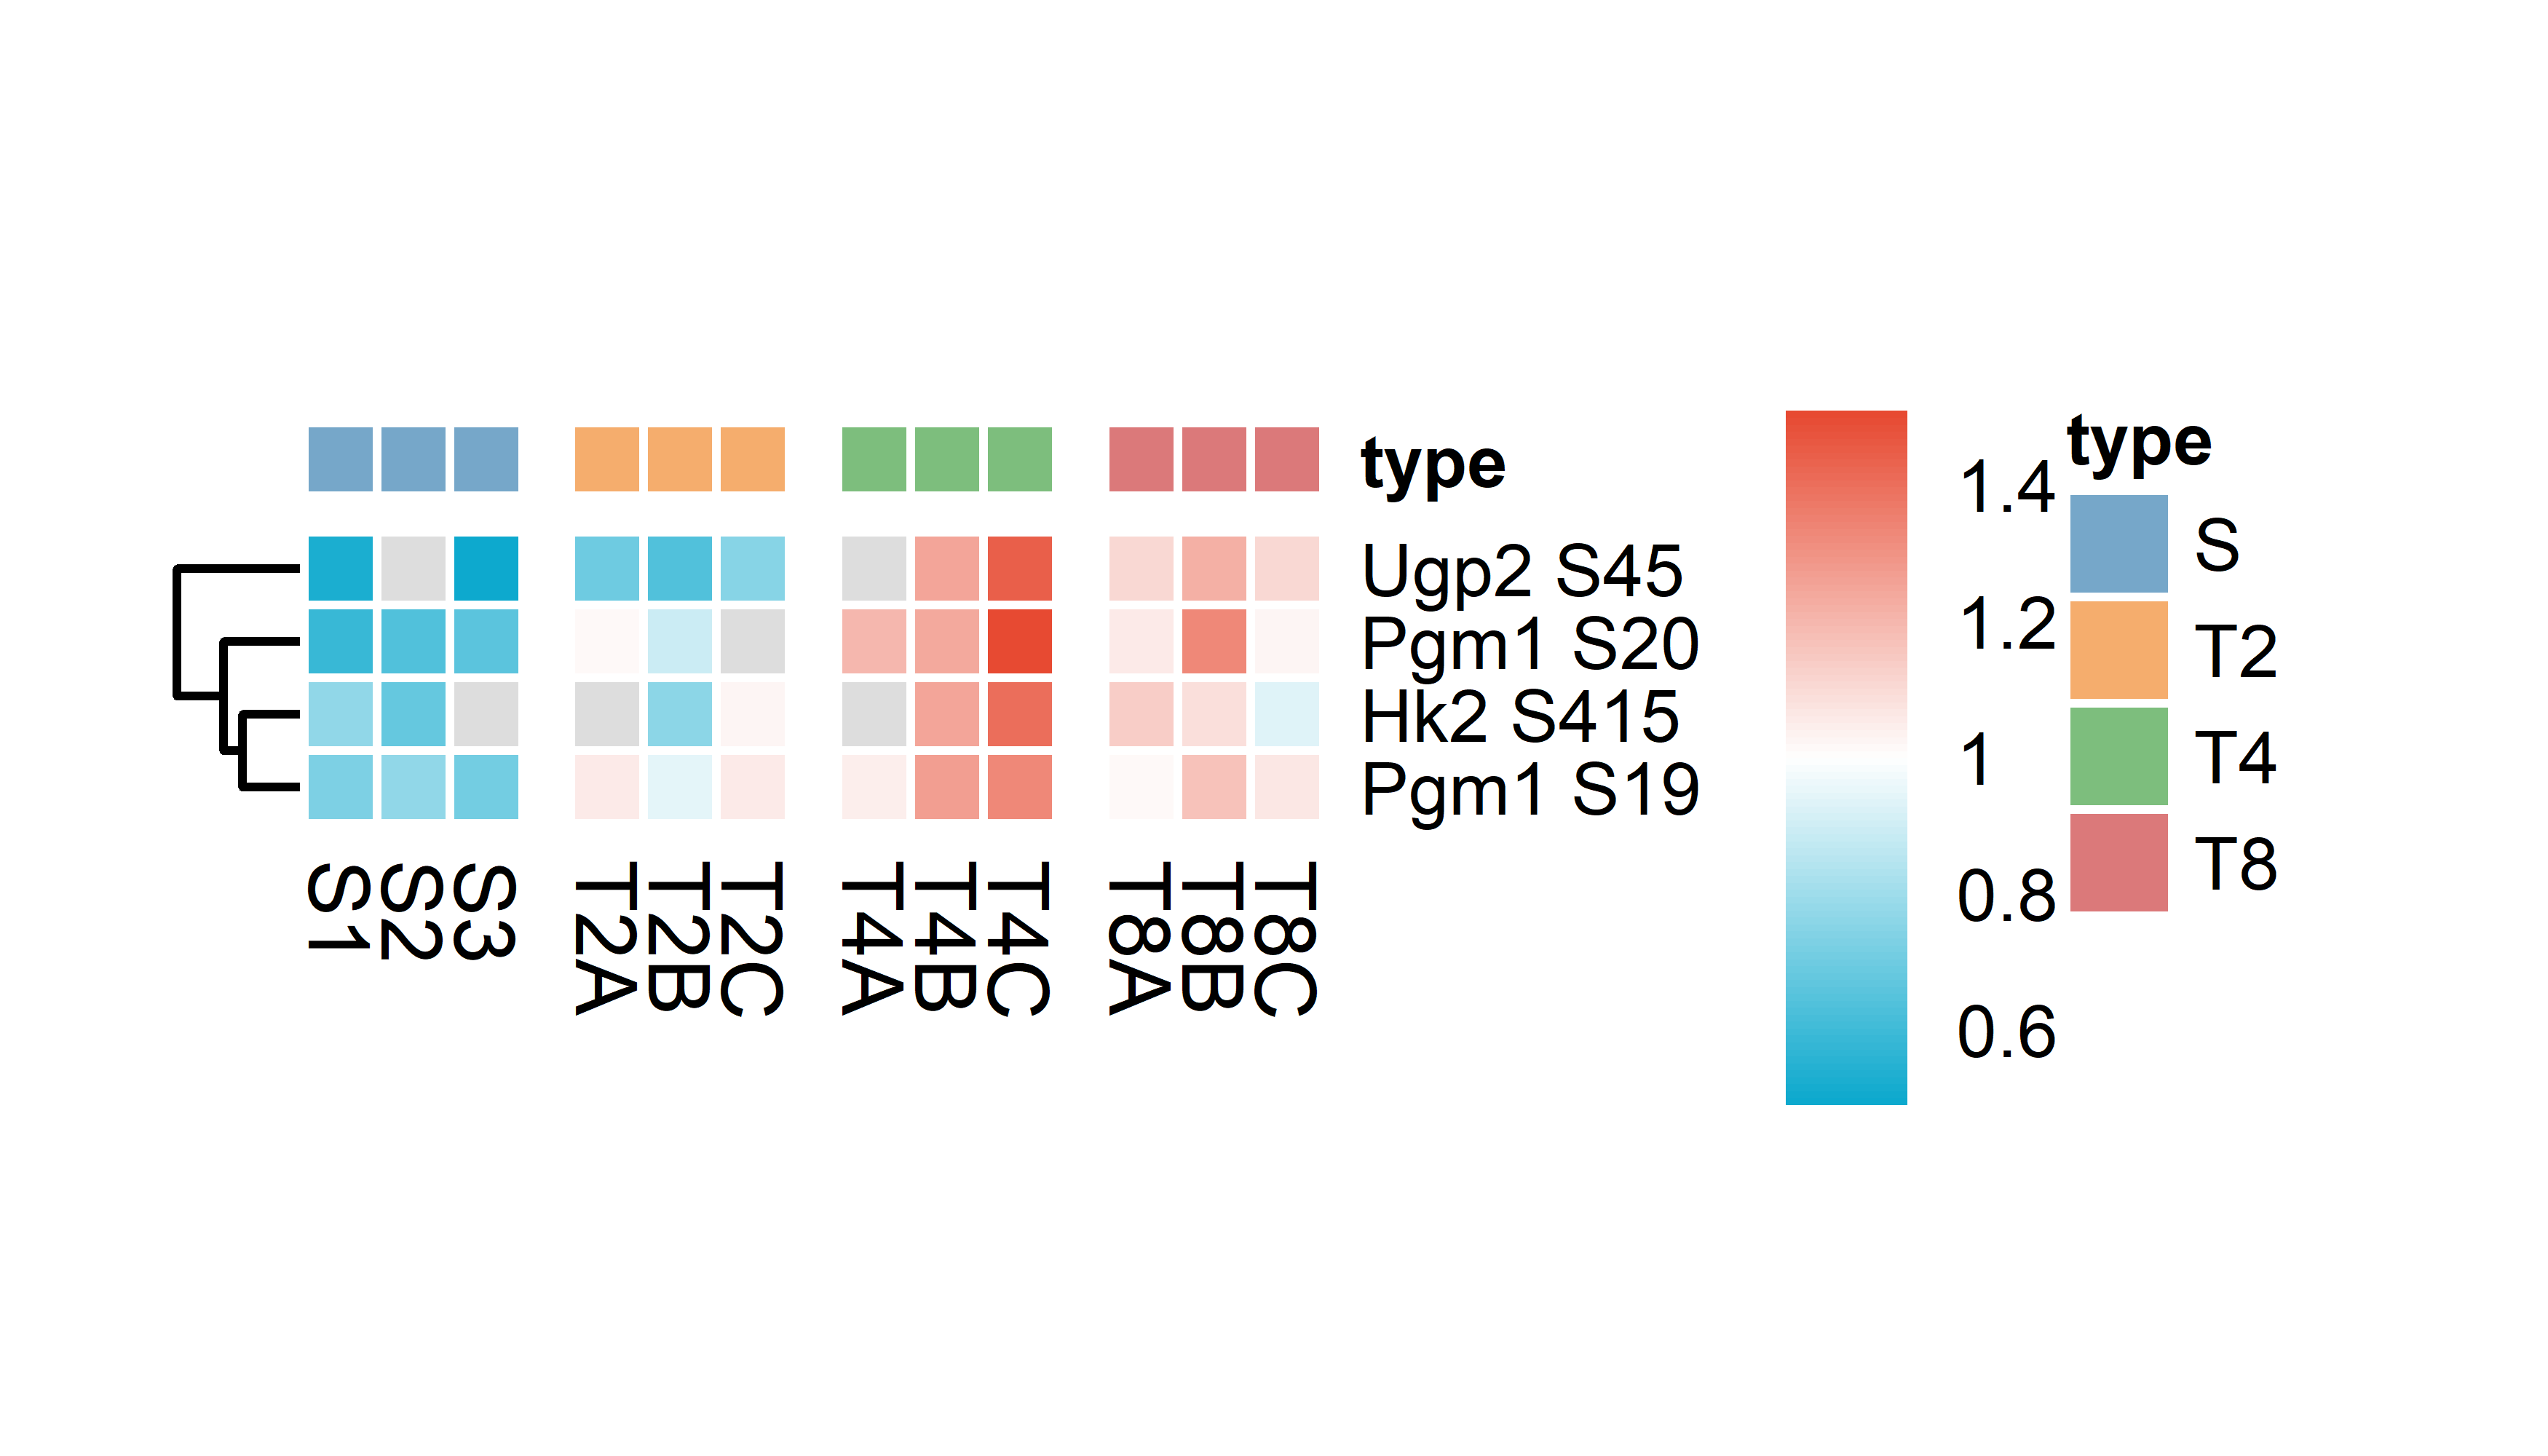 type
Ugp2 S45
Pgm1 S20
Hk2 S415
Pgm1 S19
S1
S2
S3
T2A
T2B
T2C
T4A
T4B
T4C
T8A
T8B
T8C
1.4
1.2
1
0.8
0.6
type
S
T2
T4
T8